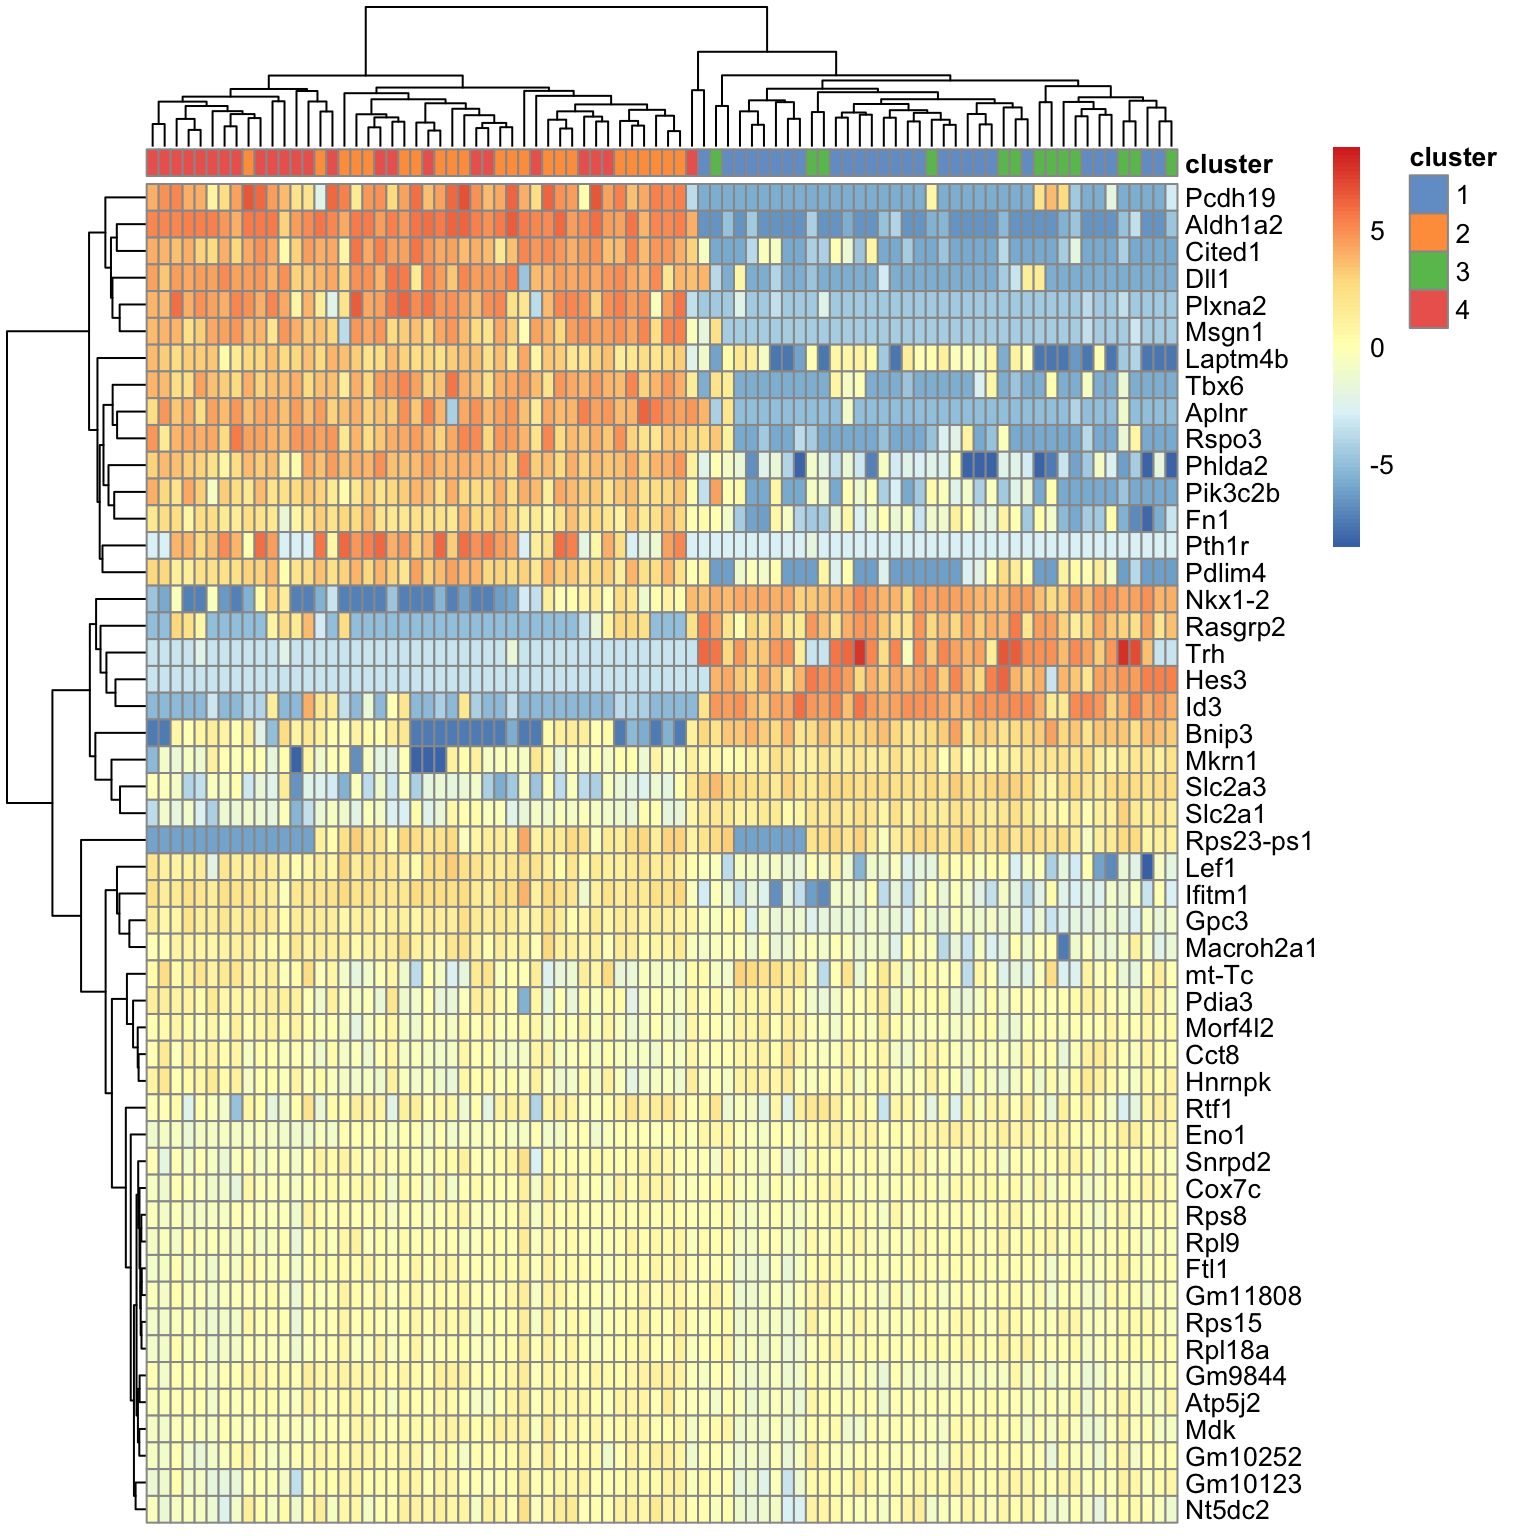 cluster
Pcdh19
Aldh1a2
Cited1
Dll1
Plxna2
Msgn1
Laptm4b
Tbx6
Aplnr
Rspo3
Phlda2
Pik3c2b
Fn1
Pth1r
Pdlim4
Nkx1-2
Rasgrp2
Trh
Hes3
Id3
Bnip3
Mkrn1
Slc2a3
Slc2a1
Rps23-ps1
Lef1
Ifitm1
Gpc3
Macroh2a1
mt-Tc
Pdia3
Morf4l2
Cct8
Hnrnpk
Rtf1
Eno1
Snrpd2
Cox7c
Rps8
Rpl9
Ftl1
Gm11808
Rps15
Rpl18a
Gm9844
Atp5j2
Mdk
Gm10252
Gm10123
Nt5dc2
5
0
-5
cluster
1
2
3
4